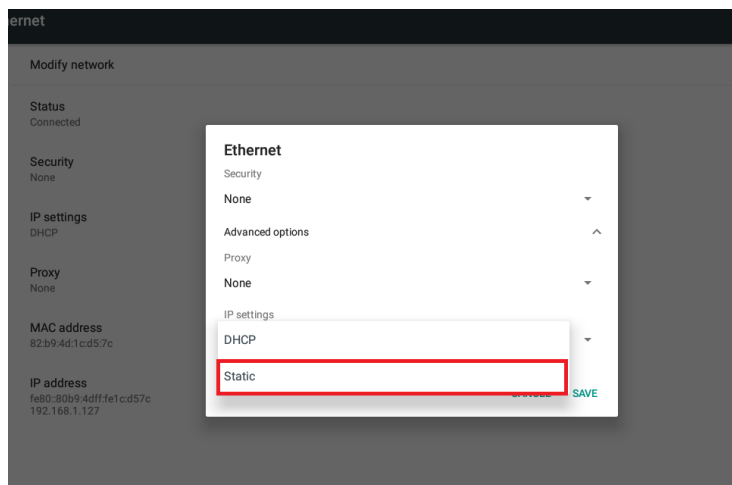 ernet
Modify network
Status
Connected
Security
None
IP settings
DHCP
Proxy
None
MAC address
82:b9:4d:1c:d5:7c
IP address
fe80::80b9:4dff:fe1c:d57c
192.168.1.127
Ethernet
Security
None
Advanced options
Proxy
None
IP settings
DHCP
Static
SAVE